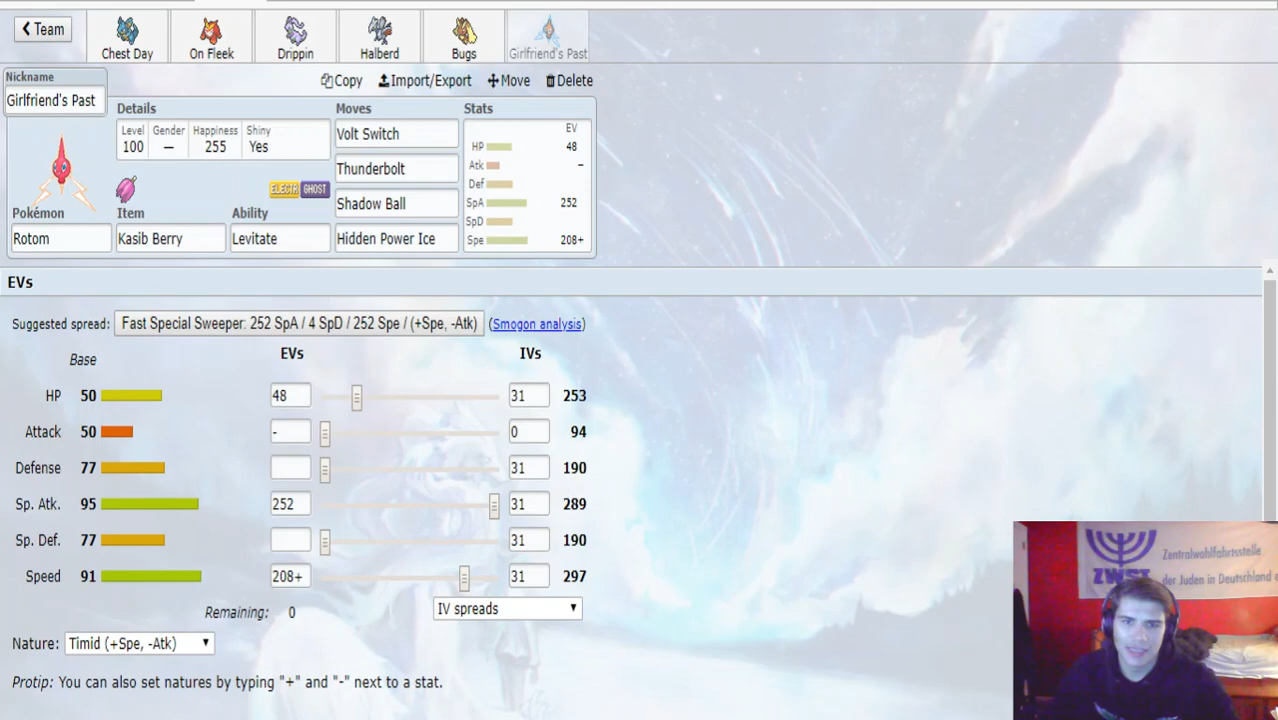 Team
Chest Day
On Fleek
Drippin
Halberd
Bugs
Girlfriend's Past
Nickname
Girlfriend's Past
Copy
Import/Export
Move
Delete
Details
Level
Gender
Happiness
Shiny
100
—
255
Yes
ELECTR
GHOST
Pokémon
Rotom
Item
Kasib Berry
Ability
Levitate
Moves
Volt Switch
Thunderbolt
Shadow Ball
Hidden Power Ice
Stats
EV
HP 48
Atk -
Def
SpA 252
SpD
Spe 208+
EVs
Suggested spread: Fast Special Sweeper: 252 SpA / 4 SpD / 252 Spe / (+Spe, -Atk) (Smogon analysis)
Base EVs IVs
HP 50 48 31 253
Attack 50 - 0 94
Defense 77 31 190
Sp. Atk. 95 252 31 289
Sp. Def. 77 31 190
Speed 91 208+ 31 297
Remaining: 0
IV spreads
Nature: Timid (+Spe, -Atk)
Protip: You can also set natures by typing "+" and "-" next to a stat.
ZWST
Zentralwohlfahrtsstelle
der Juden in Deutschland e